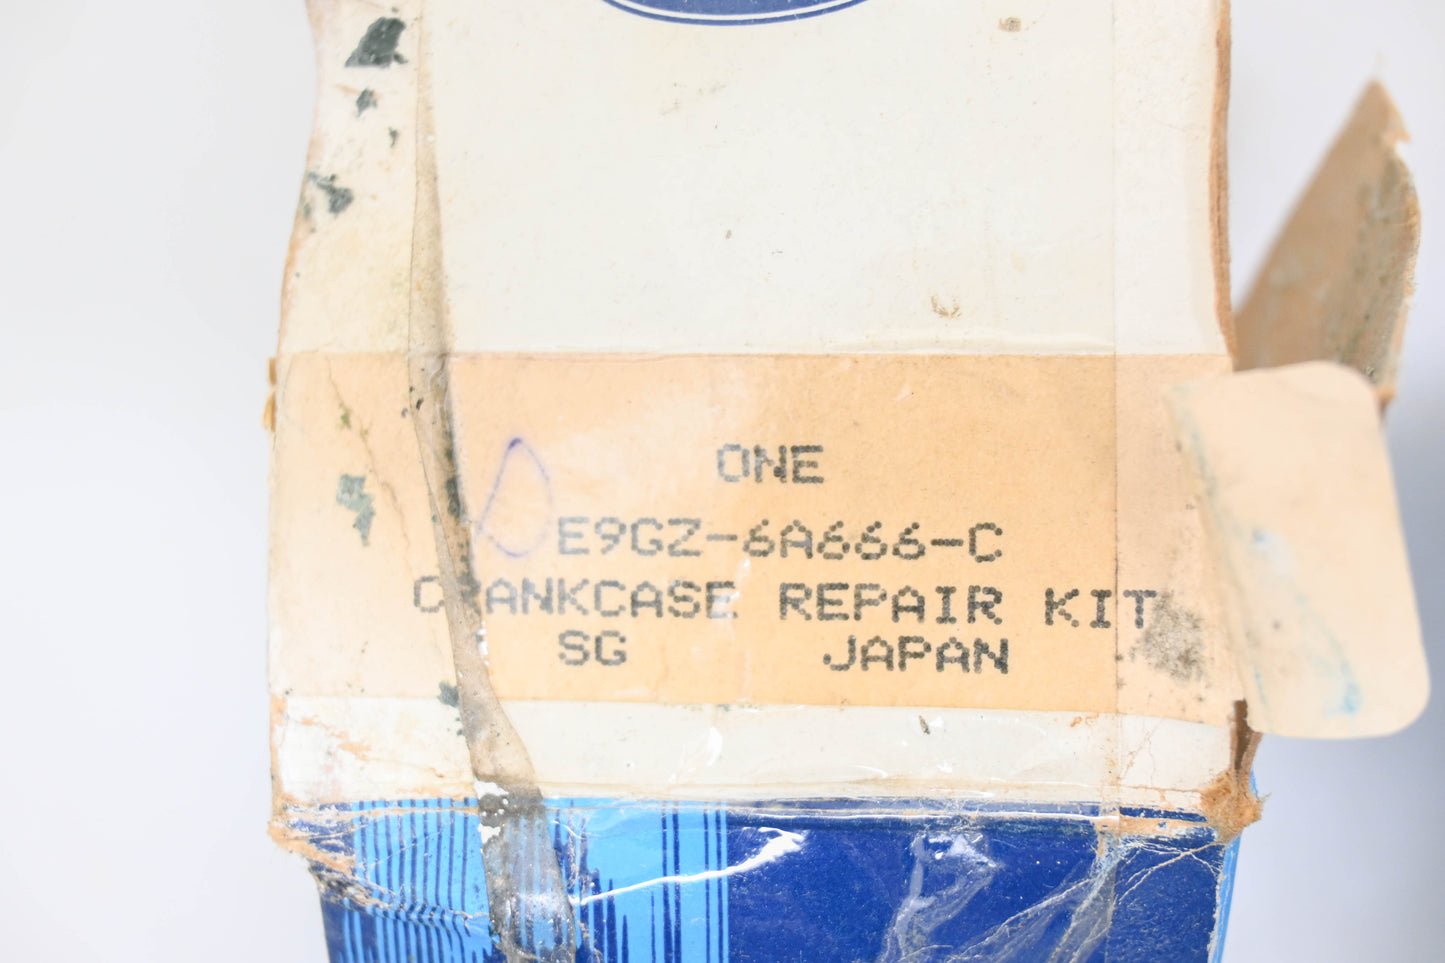 ONE
E9GZ-6A666-C
CRANKCASE REPAIR KIT
SG JAPAN